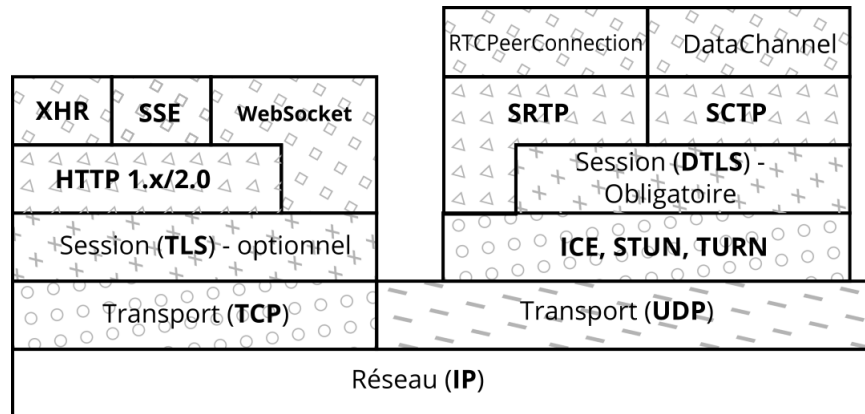 RTCPeerConnection
DataChannel
XHR
SSE
WebSocket
SRTP
SCTP
HTTP 1.x/2.0
Session (DTLS) -
Obligatoire
Session (TLS) - optionnel
ICE, STUN, TURN
Transport (TCP)
Transport (UDP)
Réseau (IP)